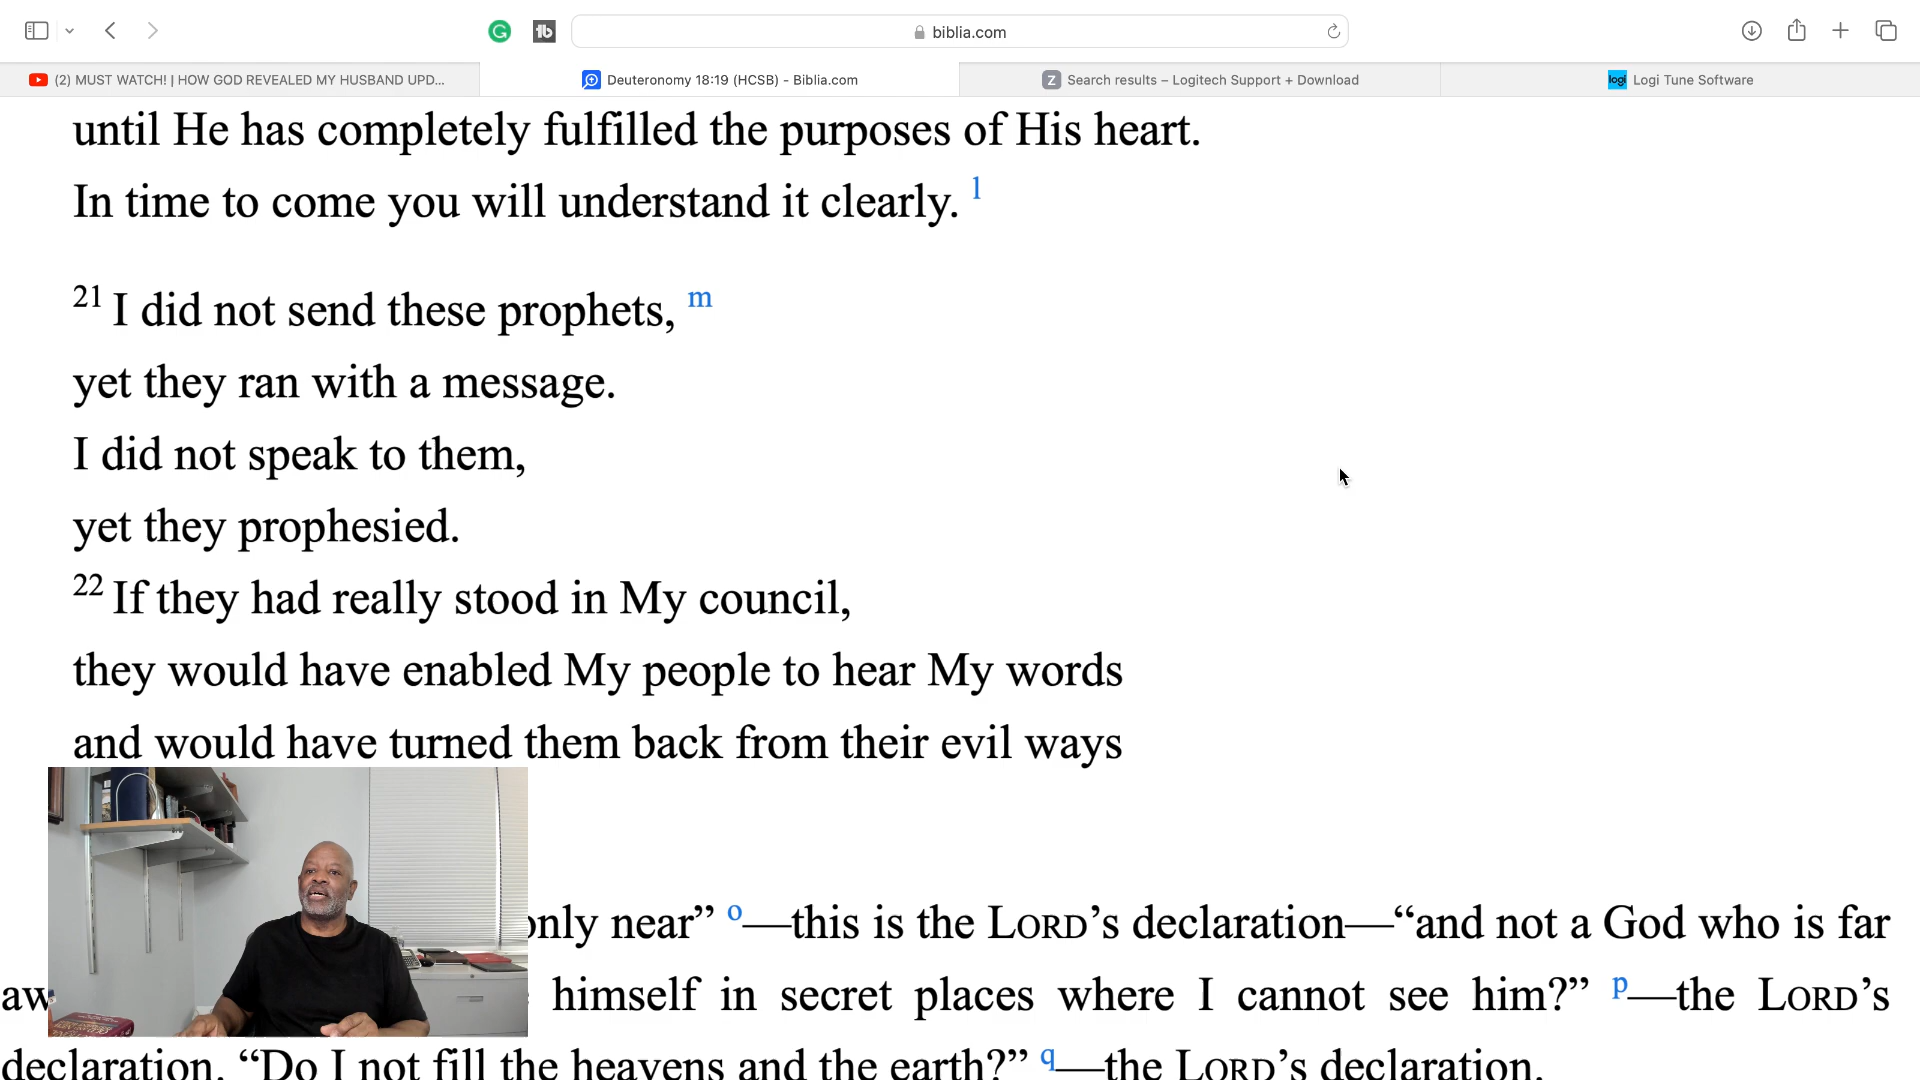 biblia.com
(2) MUST WATCH! | HOW GOD REVEALED MY HUSBAND UPD...
Deuteronomy 18:19 (HCSB) - Biblia.com
Z Search results – Logitech Support + Download
logi Logi Tune Software
until He has completely fulfilled the purposes of His heart.
In time to come you will understand it clearly. l
21 I did not send these prophets, m
yet they ran with a message.
I did not speak to them,
yet they prophesied.
22 If they had really stood in My council,
they would have enabled My people to hear My words
and would have turned them back from their evil ways
only near” o—this is the LORD’s declaration—“and not a God who is far
aw himself in secret places where I cannot see him?” p—the LORD’s
declaration. “Do I not fill the heavens and the earth?” q—the LORD’s declaration.